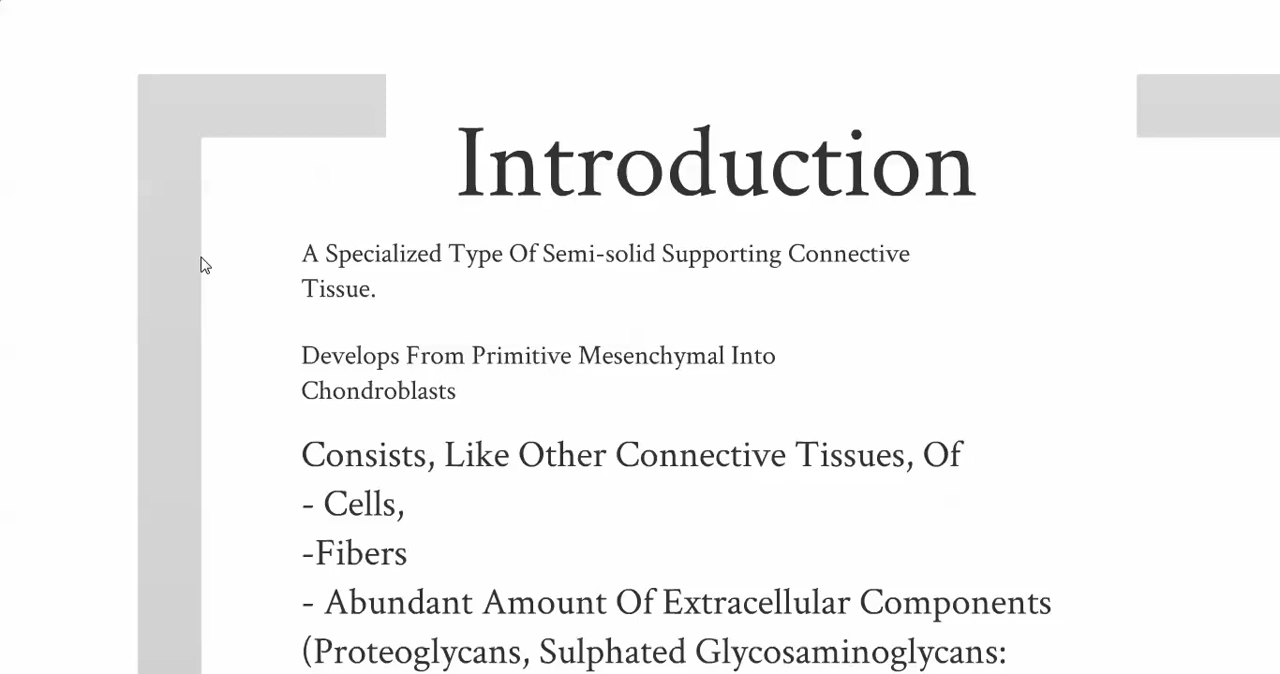 Introduction
A Specialized Type Of Semi-solid Supporting Connective
Tissue.
Develops From Primitive Mesenchymal Into
Chondroblasts
Consists, Like Other Connective Tissues, Of
- Cells,
-Fibers
- Abundant Amount Of Extracellular Components
(Proteoglycans, Sulphated Glycosaminoglycans: